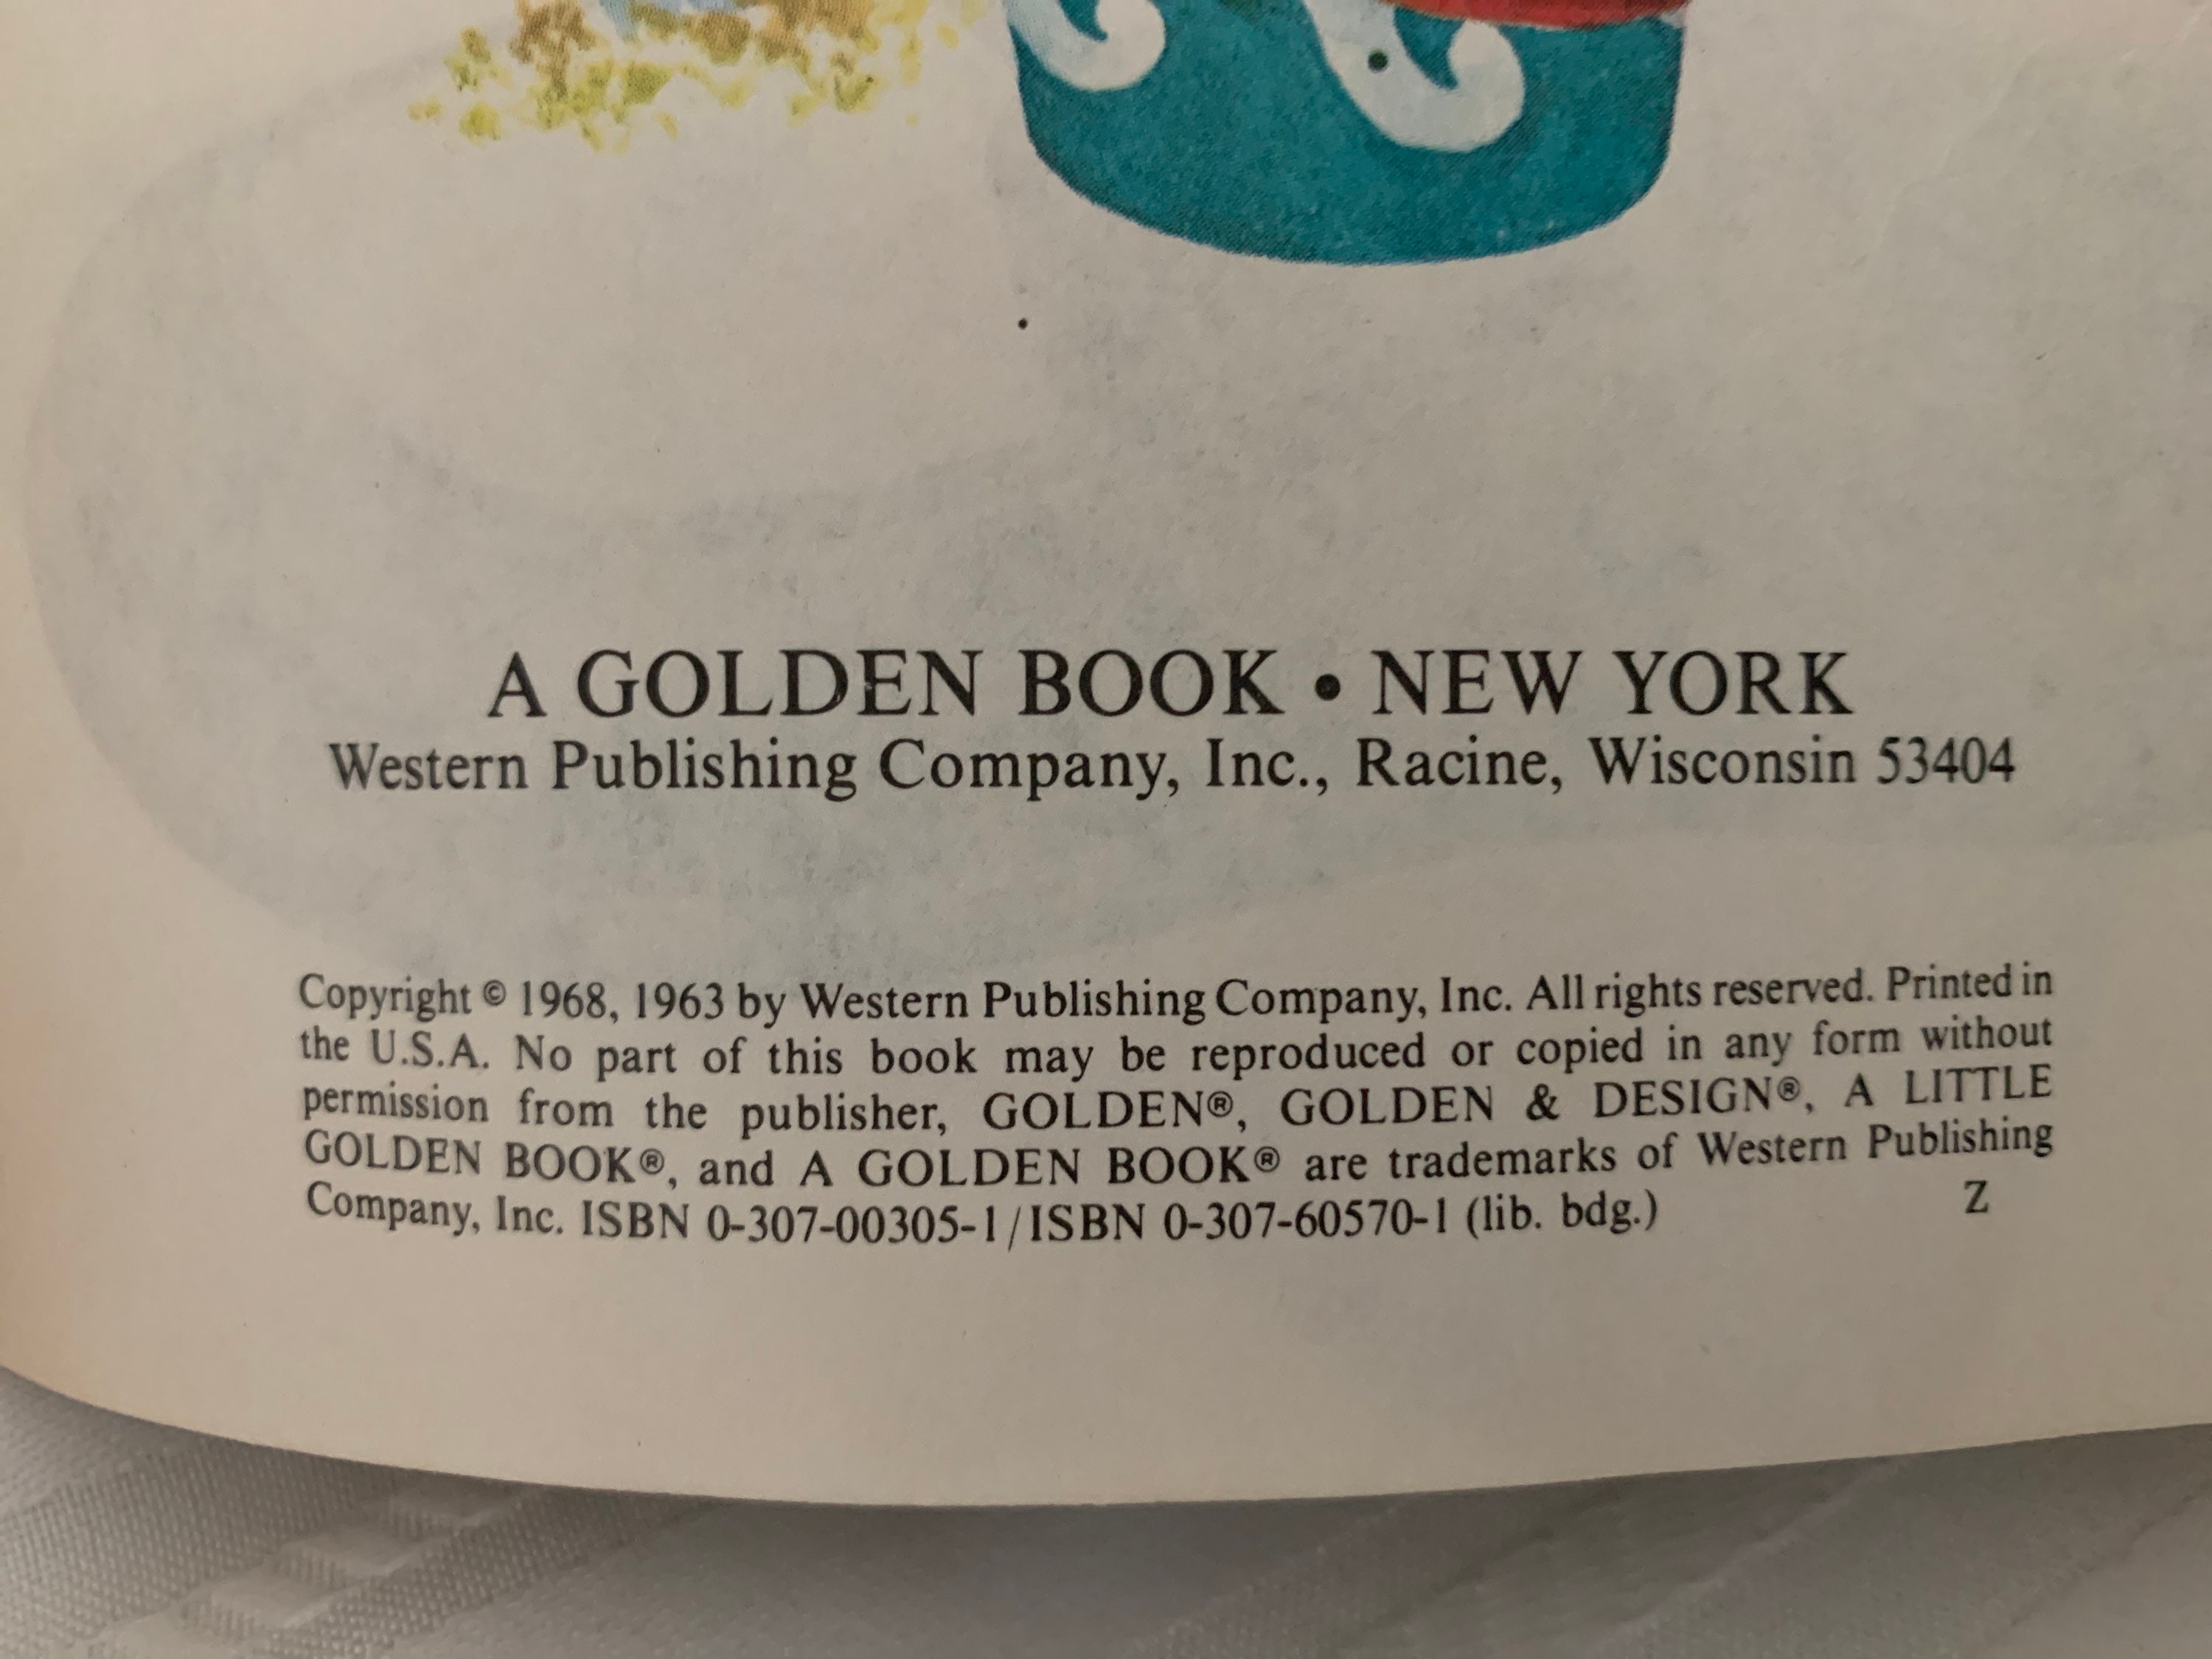 A GOLDEN BOOK • NEW YORK
Western Publishing Company, Inc., Racine, Wisconsin 53404
Copyright © 1968, 1963 by Western Publishing Company, Inc. All rights reserved. Printed in
the U.S.A. No part of this book may be reproduced or copied in any form without
permission from the publisher, GOLDEN®, GOLDEN & DESIGN®, A LITTLE
GOLDEN BOOK®, and A GOLDEN BOOK® are trademarks of Western Publishing
Company, Inc. ISBN 0-307-00305-1/ISBN 0-307-60570-1 (lib. bdg.) Z